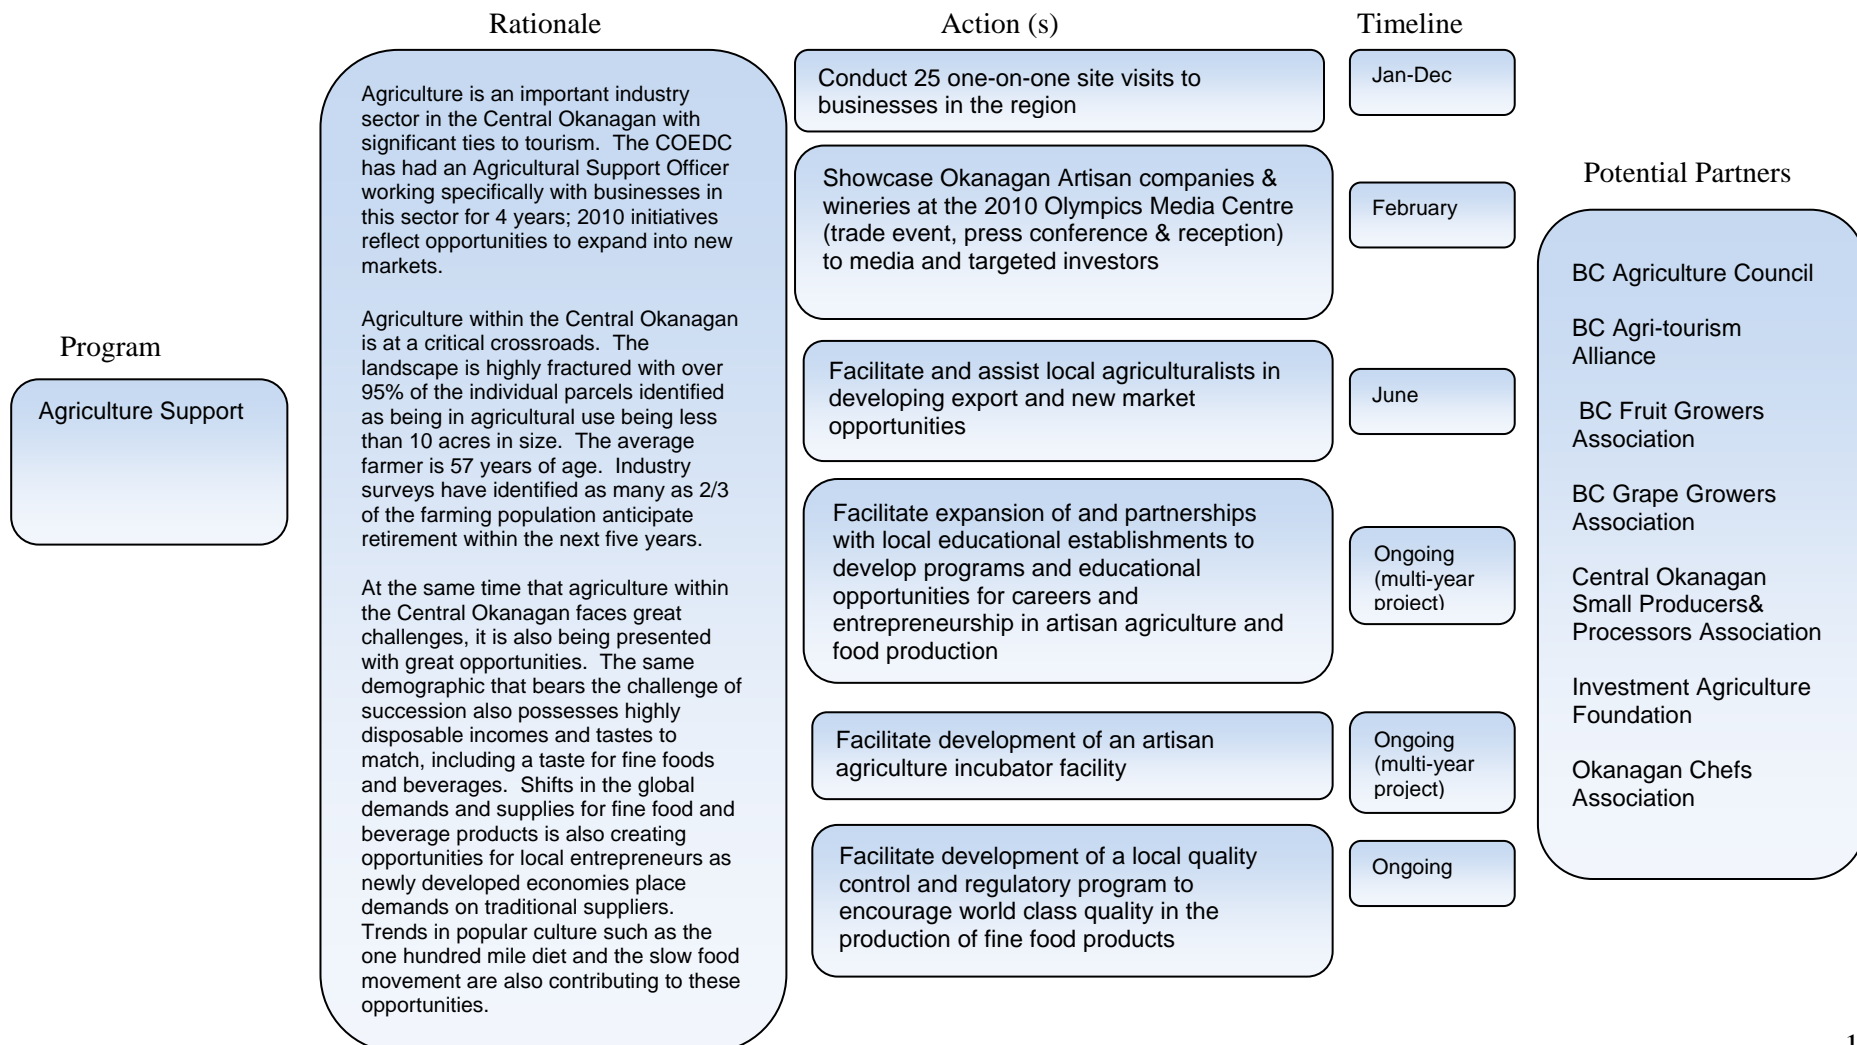 Rationale
Action (s)
Timeline
Potential Partners
Program
Agriculture Support
Agriculture is an important industry
sector in the Central Okanagan with
significant ties to tourism.  The COEDC
has had an Agricultural Support Officer
working specifically with businesses in
this sector for 4 years; 2010 initiatives
reflect opportunities to expand into new
markets.
Agriculture within the Central Okanagan
is at a critical crossroads.  The
landscape is highly fractured with over
95% of the individual parcels identified
as being in agricultural use being less
than 10 acres in size.  The average
farmer is 57 years of age.  Industry
surveys have identified as many as 2/3
of the farming population anticipate
retirement within the next five years.
At the same time that agriculture within
the Central Okanagan faces great
challenges, it is also being presented
with great opportunities.  The same
demographic that bears the challenge of
succession also possesses highly
disposable incomes and tastes to
match, including a taste for fine foods
and beverages.  Shifts in the global
demands and supplies for fine food and
beverage products is also creating
opportunities for local entrepreneurs as
newly developed economies place
demands on traditional suppliers.
Trends in popular culture such as the
one hundred mile diet and the slow food
movement are also contributing to these
opportunities.
Conduct 25 one-on-one site visits to
businesses in the region
Jan-Dec
Showcase Okanagan Artisan companies &
wineries at the 2010 Olympics Media Centre
(trade event, press conference & reception)
to media and targeted investors
February
Facilitate and assist local agriculturalists in
developing export and new market
opportunities
June
Facilitate expansion of and partnerships
with local educational establishments to
develop programs and educational
opportunities for careers and
entrepreneurship in artisan agriculture and
food production
Ongoing
(multi-year
project)
Facilitate development of an artisan
agriculture incubator facility
Ongoing
(multi-year
project)
Facilitate development of a local quality
control and regulatory program to
encourage world class quality in the
production of fine food products
Ongoing
BC Agriculture Council
BC Agri-tourism
Alliance
BC Fruit Growers
Association
BC Grape Growers
Association
Central Okanagan
Small Producers&
Processors Association
Investment Agriculture
Foundation
Okanagan Chefs
Association
1